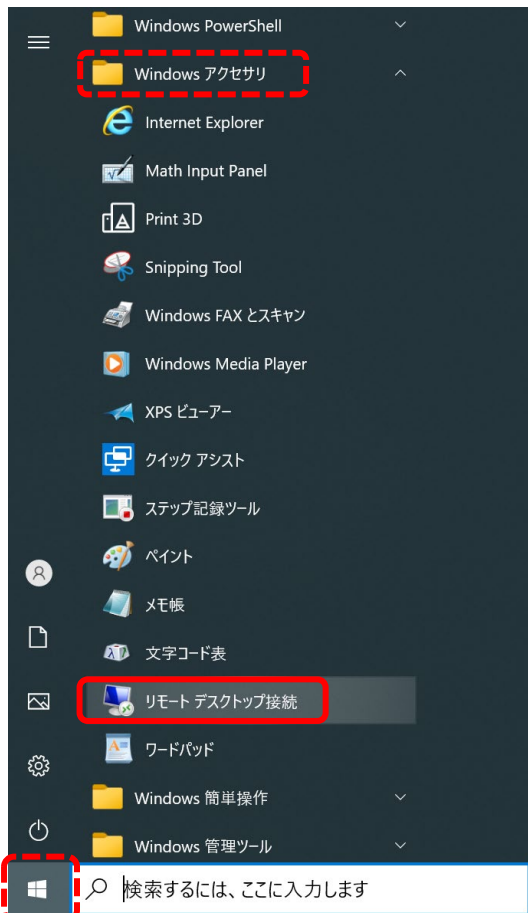 Windows PowerShell
Windows アクセサリ
Internet Explorer
Math Input Panel
Print 3D
Snipping Tool
Windows FAX とスキャン
Windows Media Player
XPS ビューアー
クイック アシスト
ステップ記録ツール
ペイント
メモ帳
文字コード表
リモート デスクトップ接続
ワードパッド
Windows 簡単操作
Windows 管理ツール
検索するには、ここに入力します